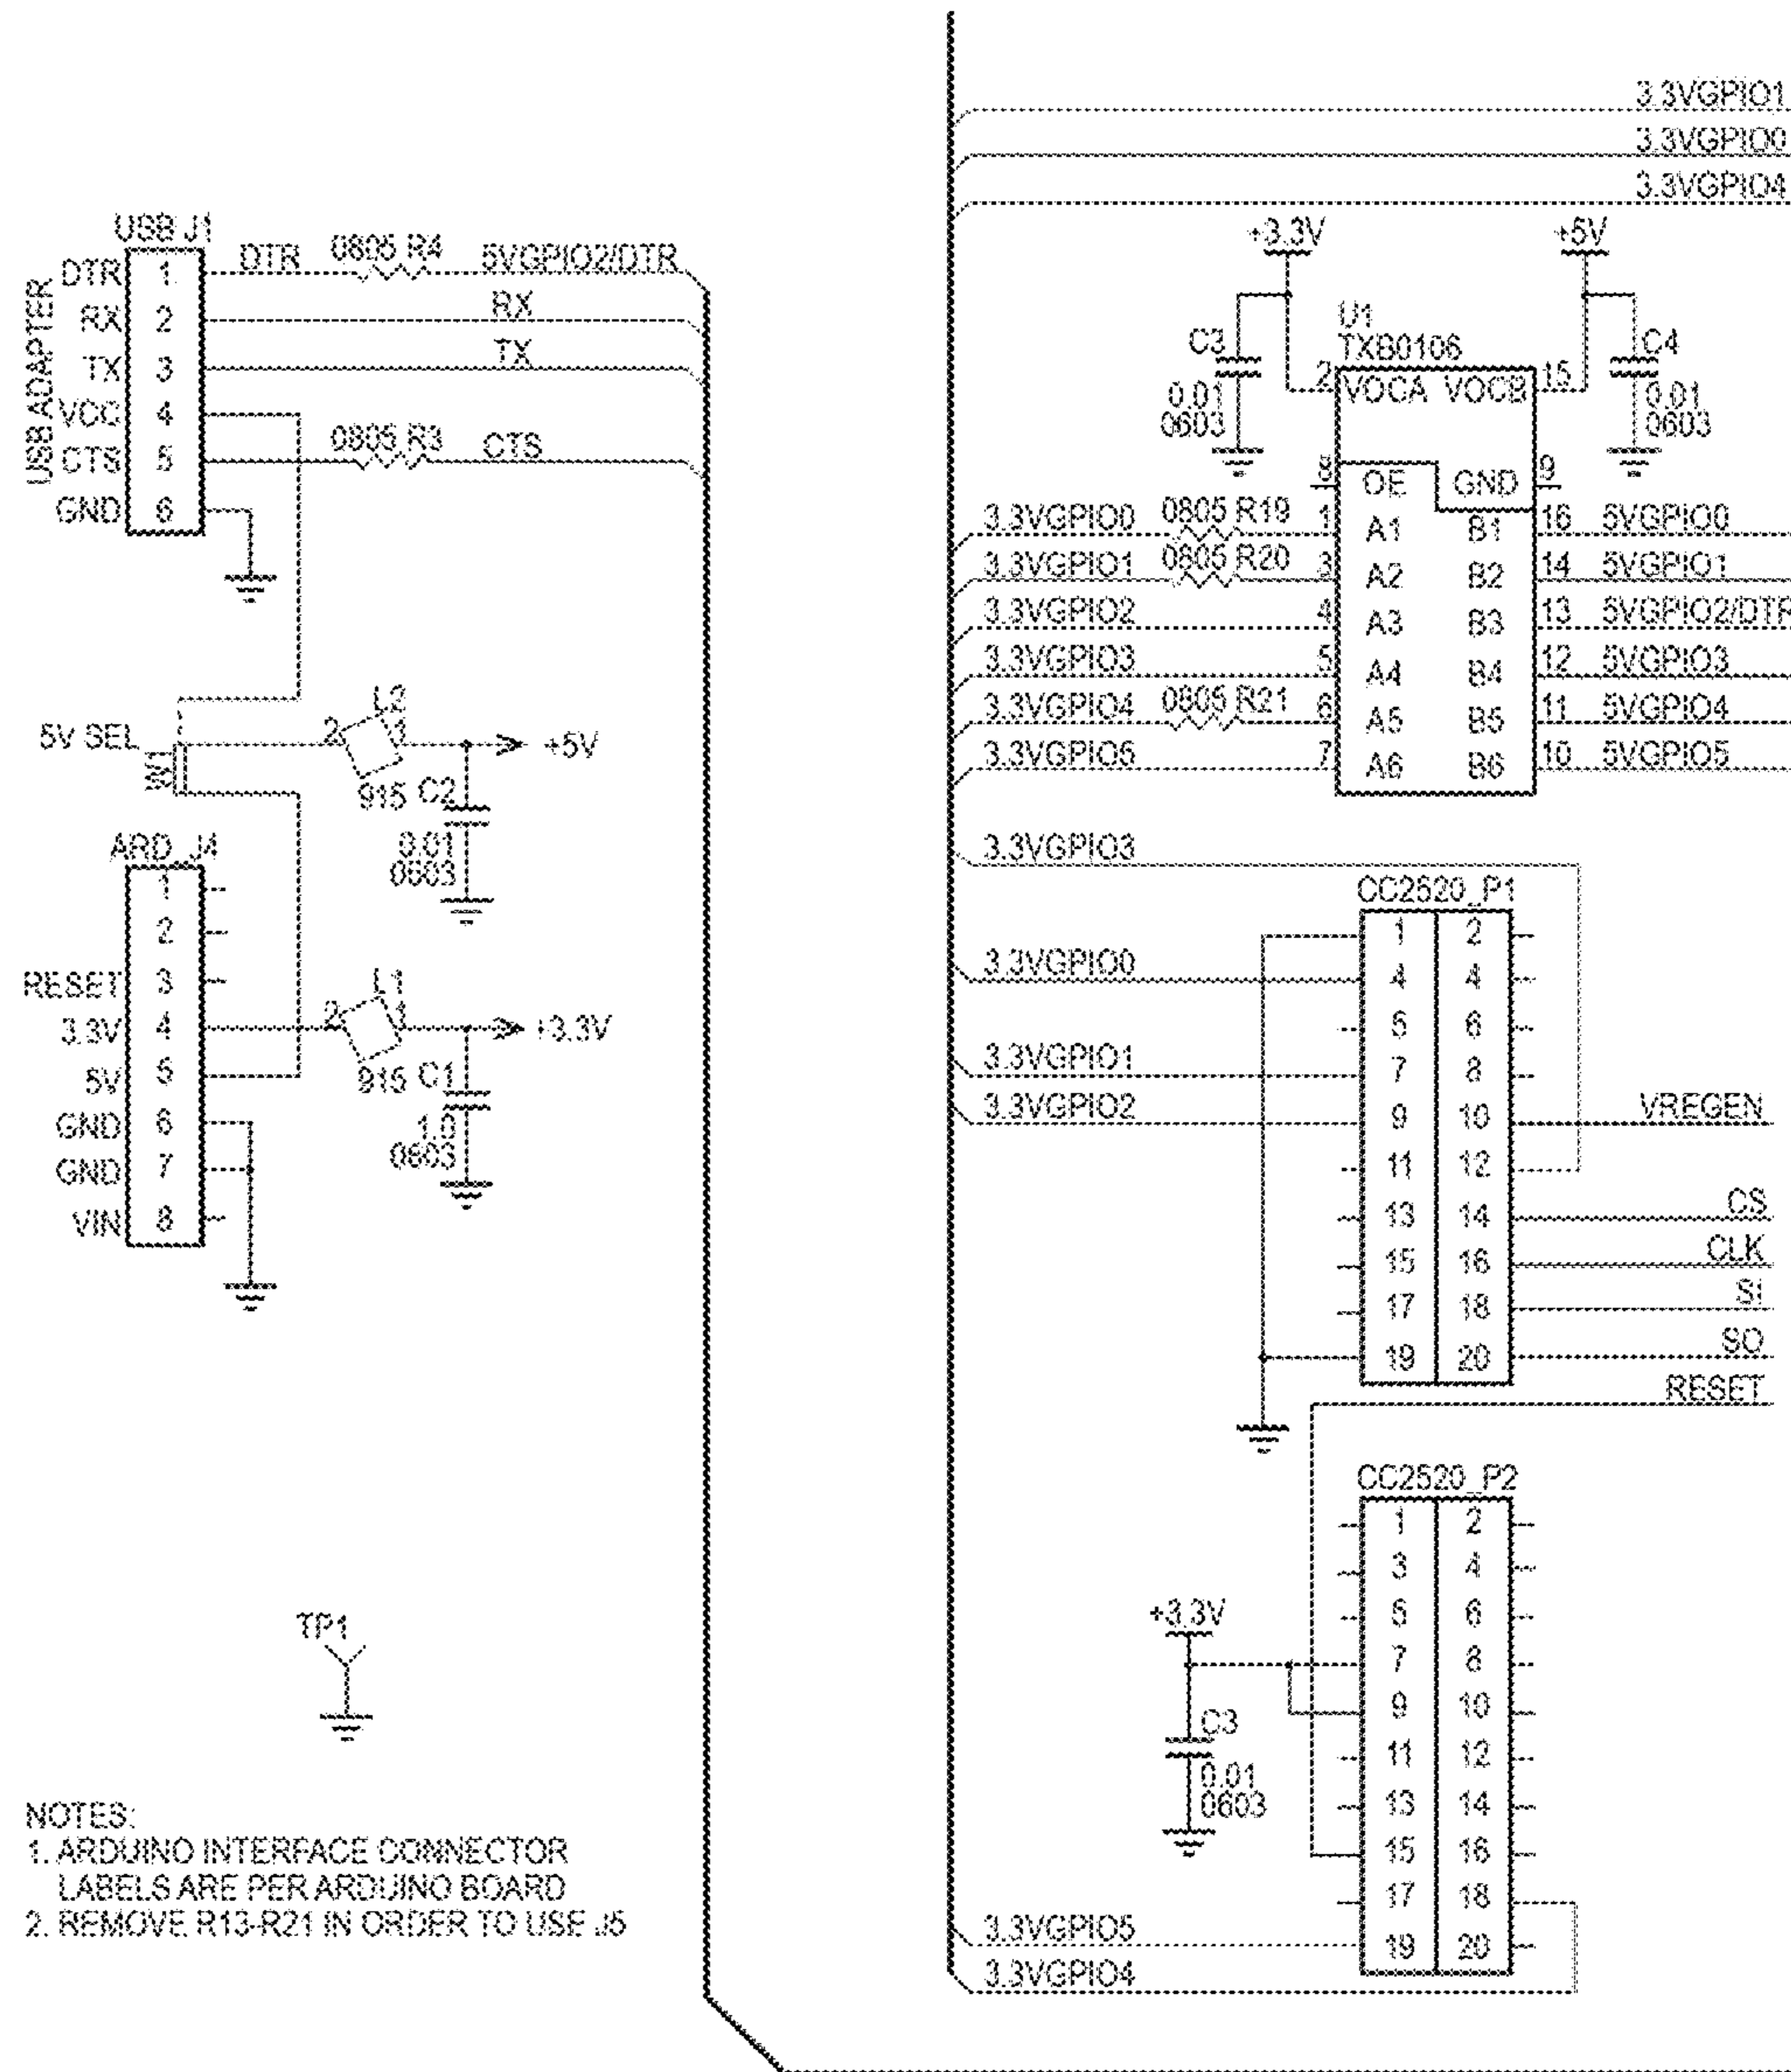 USB J1
USB ADAPTER
DTR 1 DTR 0805 R4 5VGPIO2/DTR
RX 2 RX
TX 3 TX
VCC 4
CTS 5 0805 R3 CTS
GND 6
5V SEL
W1
2 L2 1 +5V
915 C2
0.01
0603
ARD_J4
1
2
RESET 3
3.3V 4
5V 5
GND 6
GND 7
VIN 8
2 L1 1 +3.3V
915 C1
1.0
0603
TP1
NOTES:
1. ARDUINO INTERFACE CONNECTOR
LABELS ARE PER ARDUINO BOARD
2. REMOVE R13-R21 IN ORDER TO USE J5
3.3VGPIO1
3.3VGPIO0
3.3VGPIO4
+3.3V +5V
U1
TXB0106
C3 C4
0.01 0.01
0603 0603
2 VOCA VOCB 15
8 OE GND 9
3.3VGPIO0 0805 R19 1 A1 B1 16 5VGPIO0
3.3VGPIO1 0805 R20 3 A2 B2 14 5VGPIO1
3.3VGPIO2 4 A3 B3 13 5VGPIO2/DTR
3.3VGPIO3 5 A4 B4 12 5VGPIO3
3.3VGPIO4 0805 R21 6 A5 B5 11 5VGPIO4
3.3VGPIO5 7 A6 B6 10 5VGPIO5
3.3VGPIO3
CC2520_P1
1 2
3.3VGPIO0 4 4
5 6
3.3VGPIO1 7 8
3.3VGPIO2 9 10 VREGEN
11 12
13 14 CS
15 16 CLK
17 18 SI
19 20 SO
RESET
CC2520_P2
1 2
3 4
5 6
+3.3V
7 8
9 10
C3
0.01
0603
11 12
13 14
15 16
17 18
3.3VGPIO5 19 20
3.3VGPIO4